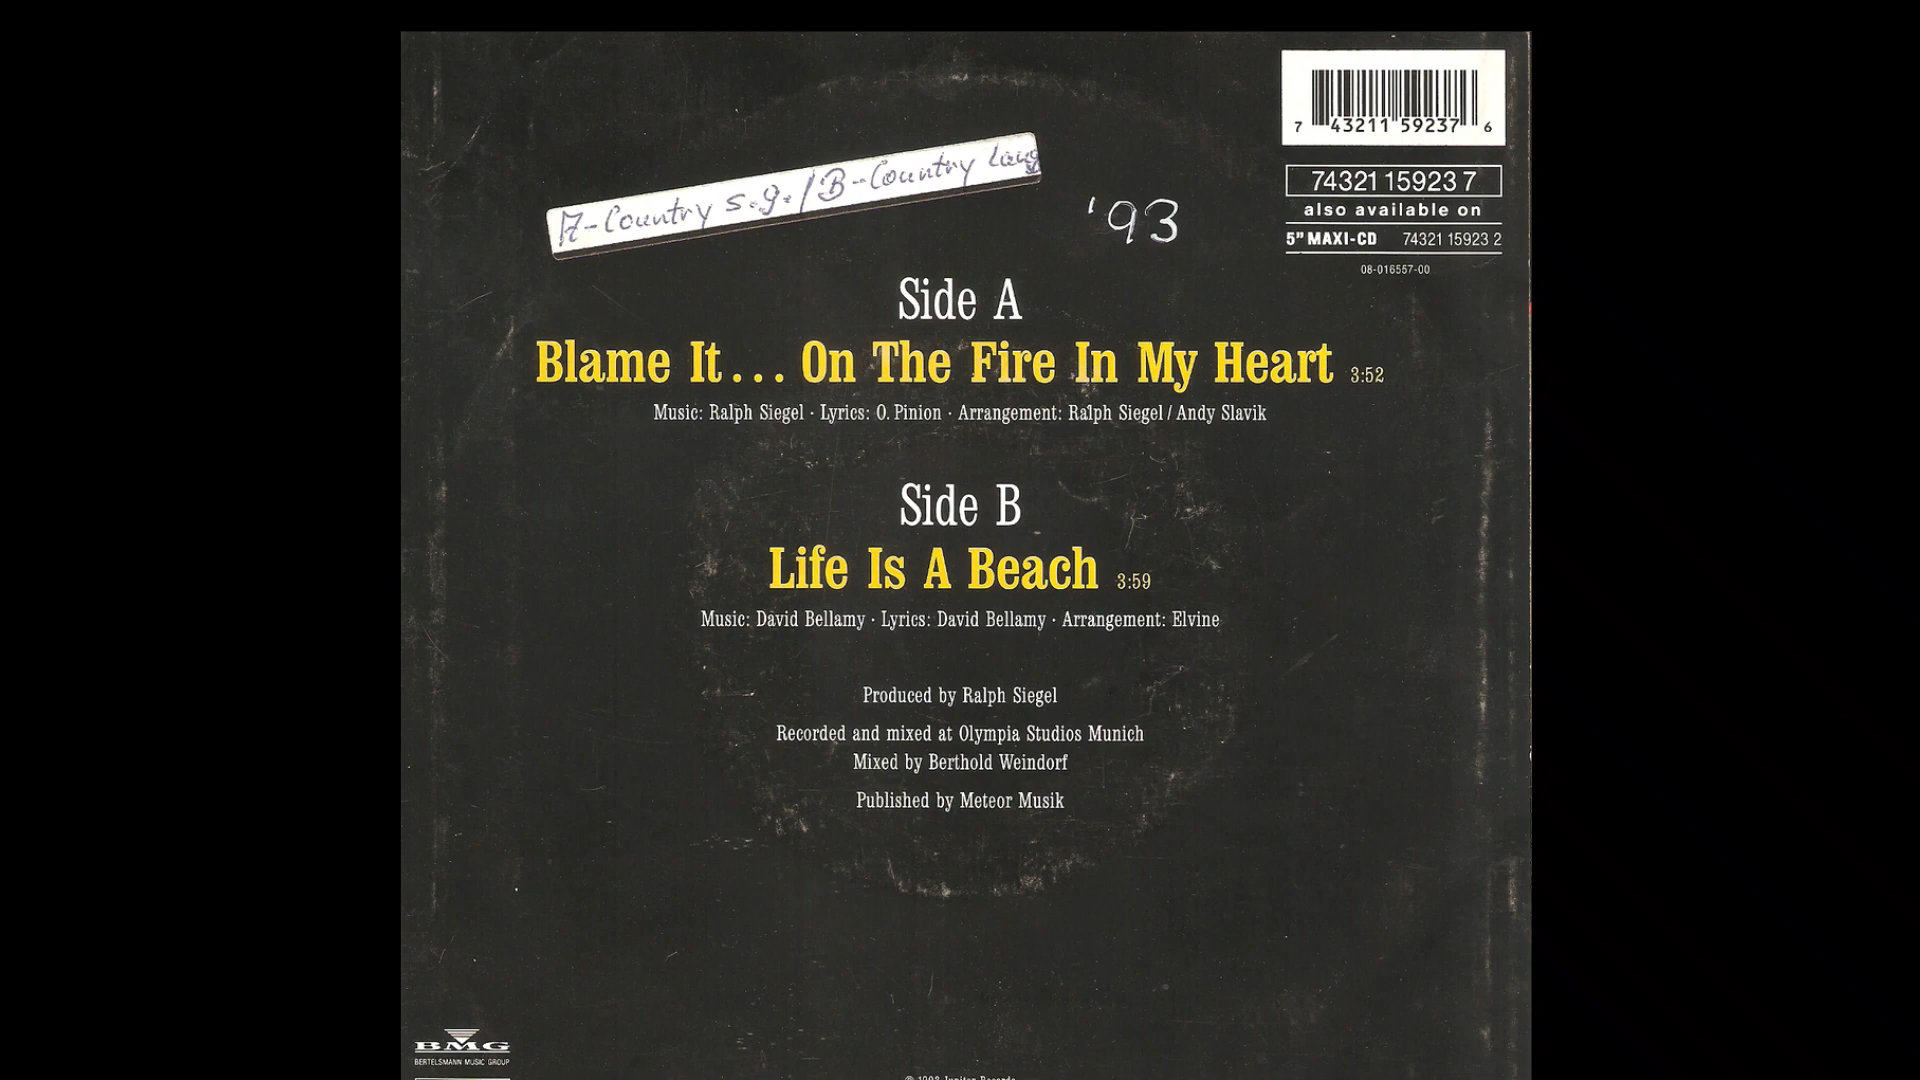 7 43211 59237 6
74321 15923 7
also available on
5" MAXI-CD 74321 15923 2
08-016557-00
A-Country s.g./B-Country lang
'93
Side A
Blame It... On The Fire In My Heart 3:52
Music: Ralph Siegel · Lyrics: O. Pinion · Arrangement: Ralph Siegel / Andy Slavik
Side B
Life Is A Beach 3:59
Music: David Bellamy · Lyrics: David Bellamy · Arrangement: Elvine
Produced by Ralph Siegel
Recorded and mixed at Olympia Studios Munich
Mixed by Berthold Weindorf
Published by Meteor Musik
BMG
BERTELSMANN MUSIC GROUP